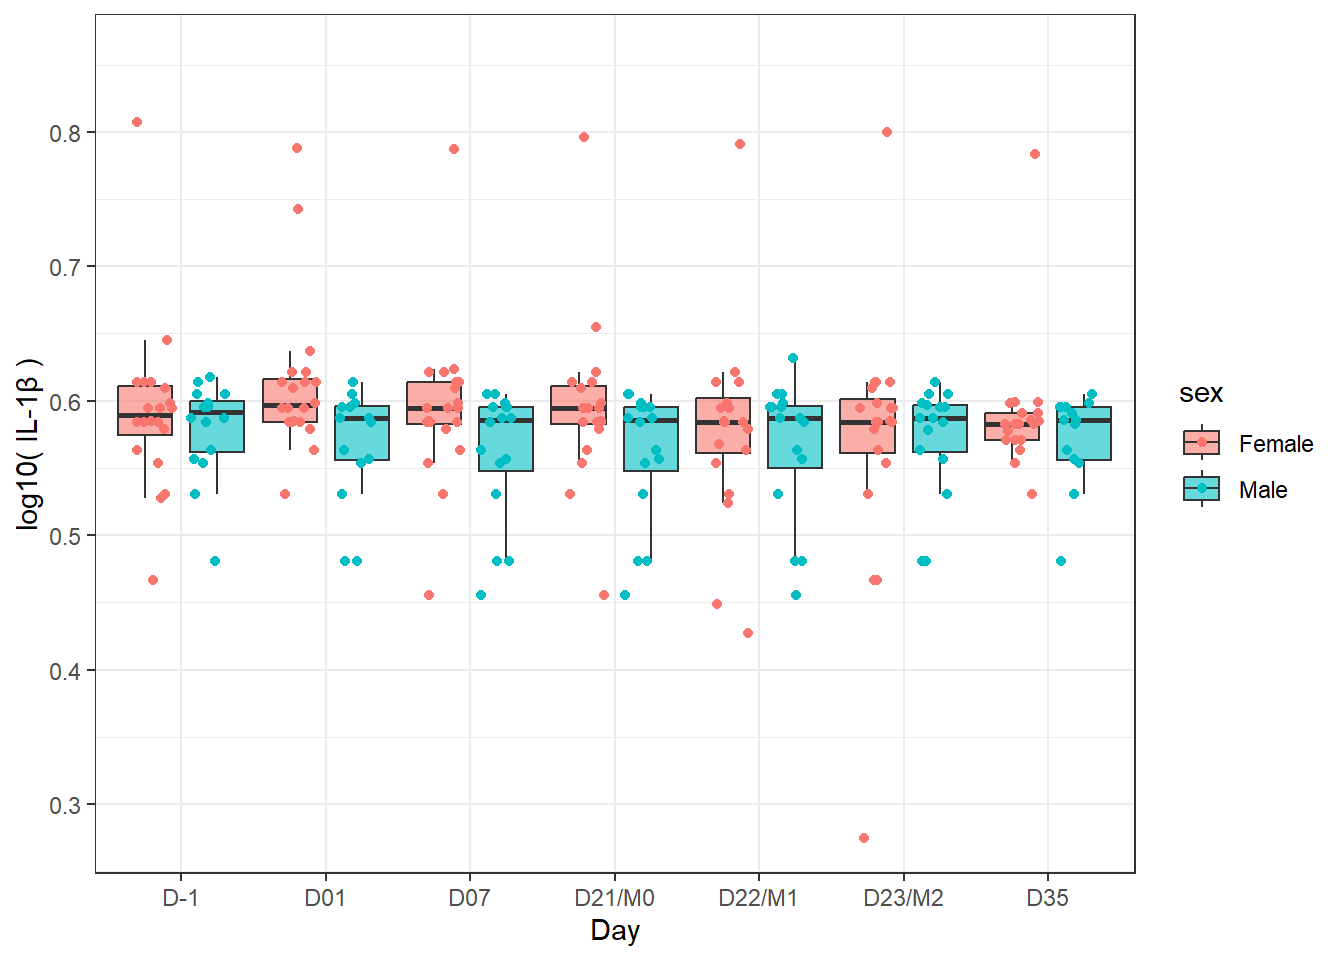 0.8
0.7
0.6
0.5
0.4
0.3
log10( IL-1β )
D-1
D01
D07
D21/M0
D22/M1
D23/M2
D35
Day
sex
Female
Male